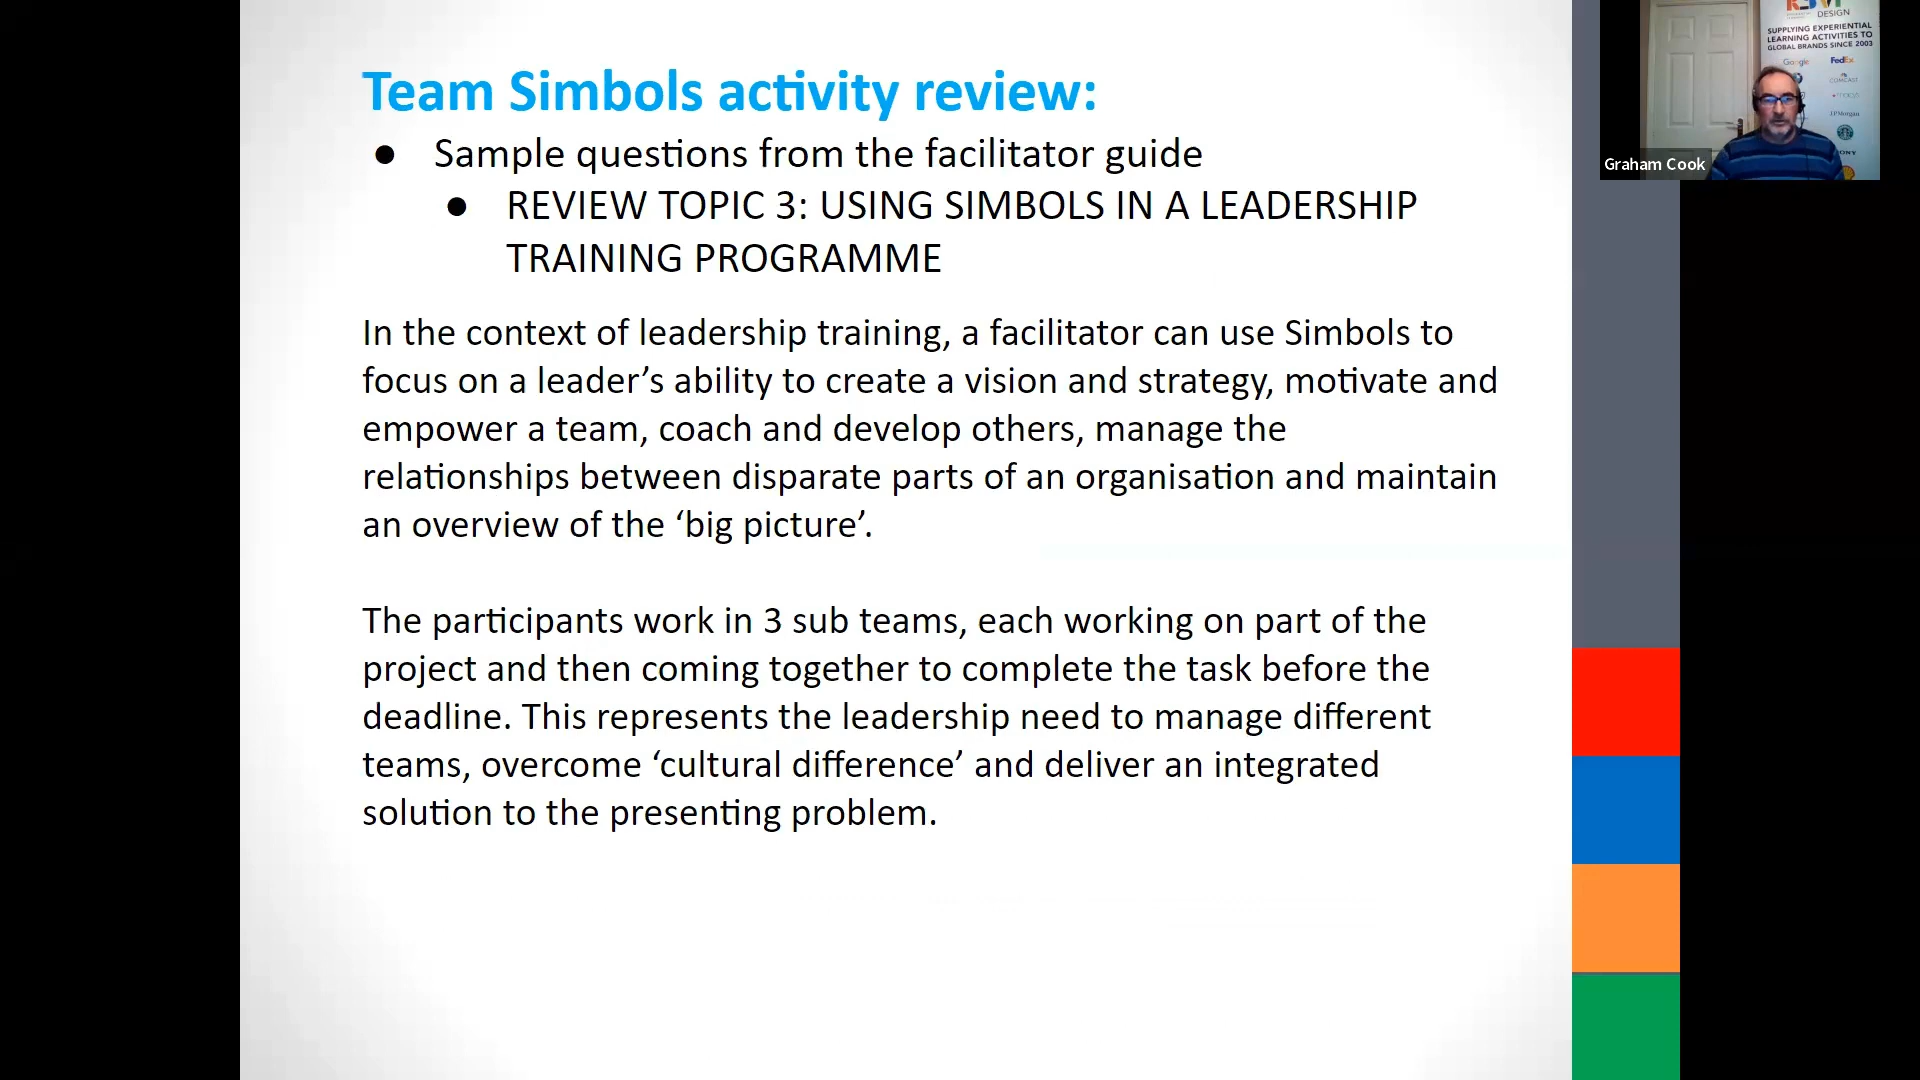 Team Simbols activity review:
● Sample questions from the facilitator guide
● REVIEW TOPIC 3: USING SIMBOLS IN A LEADERSHIP
TRAINING PROGRAMME
In the context of leadership training, a facilitator can use Simbols to
focus on a leader’s ability to create a vision and strategy, motivate and
empower a team, coach and develop others, manage the
relationships between disparate parts of an organisation and maintain
an overview of the ‘big picture’.
The participants work in 3 sub teams, each working on part of the
project and then coming together to complete the task before the
deadline. This represents the leadership need to manage different
teams, overcome ‘cultural difference’ and deliver an integrated
solution to the presenting problem.
DESIGN
SUPPLYING EXPERIENTIAL
LEARNING ACTIVITIES TO
GLOBAL BRANDS SINCE 2003
Google FedEx
COMCAST
J.P.Morgan
Graham Cook